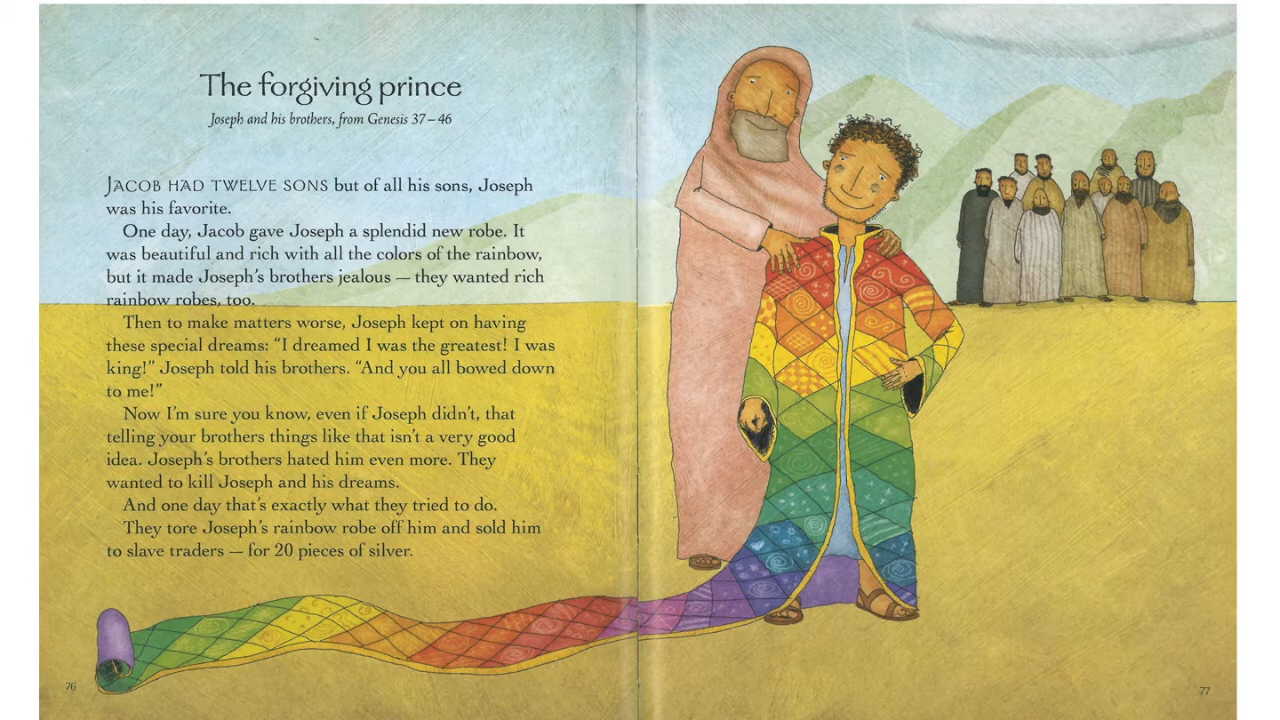 The forgiving prince
Joseph and his brothers, from Genesis 37–46
JACOB HAD TWELVE SONS but of all his sons, Joseph
was his favorite.
One day, Jacob gave Joseph a splendid new robe. It
was beautiful and rich with all the colors of the rainbow,
but it made Joseph's brothers jealous — they wanted rich
rainbow robes, too.
Then to make matters worse, Joseph kept on having
these special dreams: “I dreamed I was the greatest! I was
king!” Joseph told his brothers. “And you all bowed down
to me!”
Now I'm sure you know, even if Joseph didn't, that
telling your brothers things like that isn't a very good
idea. Joseph's brothers hated him even more. They
wanted to kill Joseph and his dreams.
And one day that's exactly what they tried to do.
They tore Joseph's rainbow robe off him and sold him
to slave traders — for 20 pieces of silver.
76
77